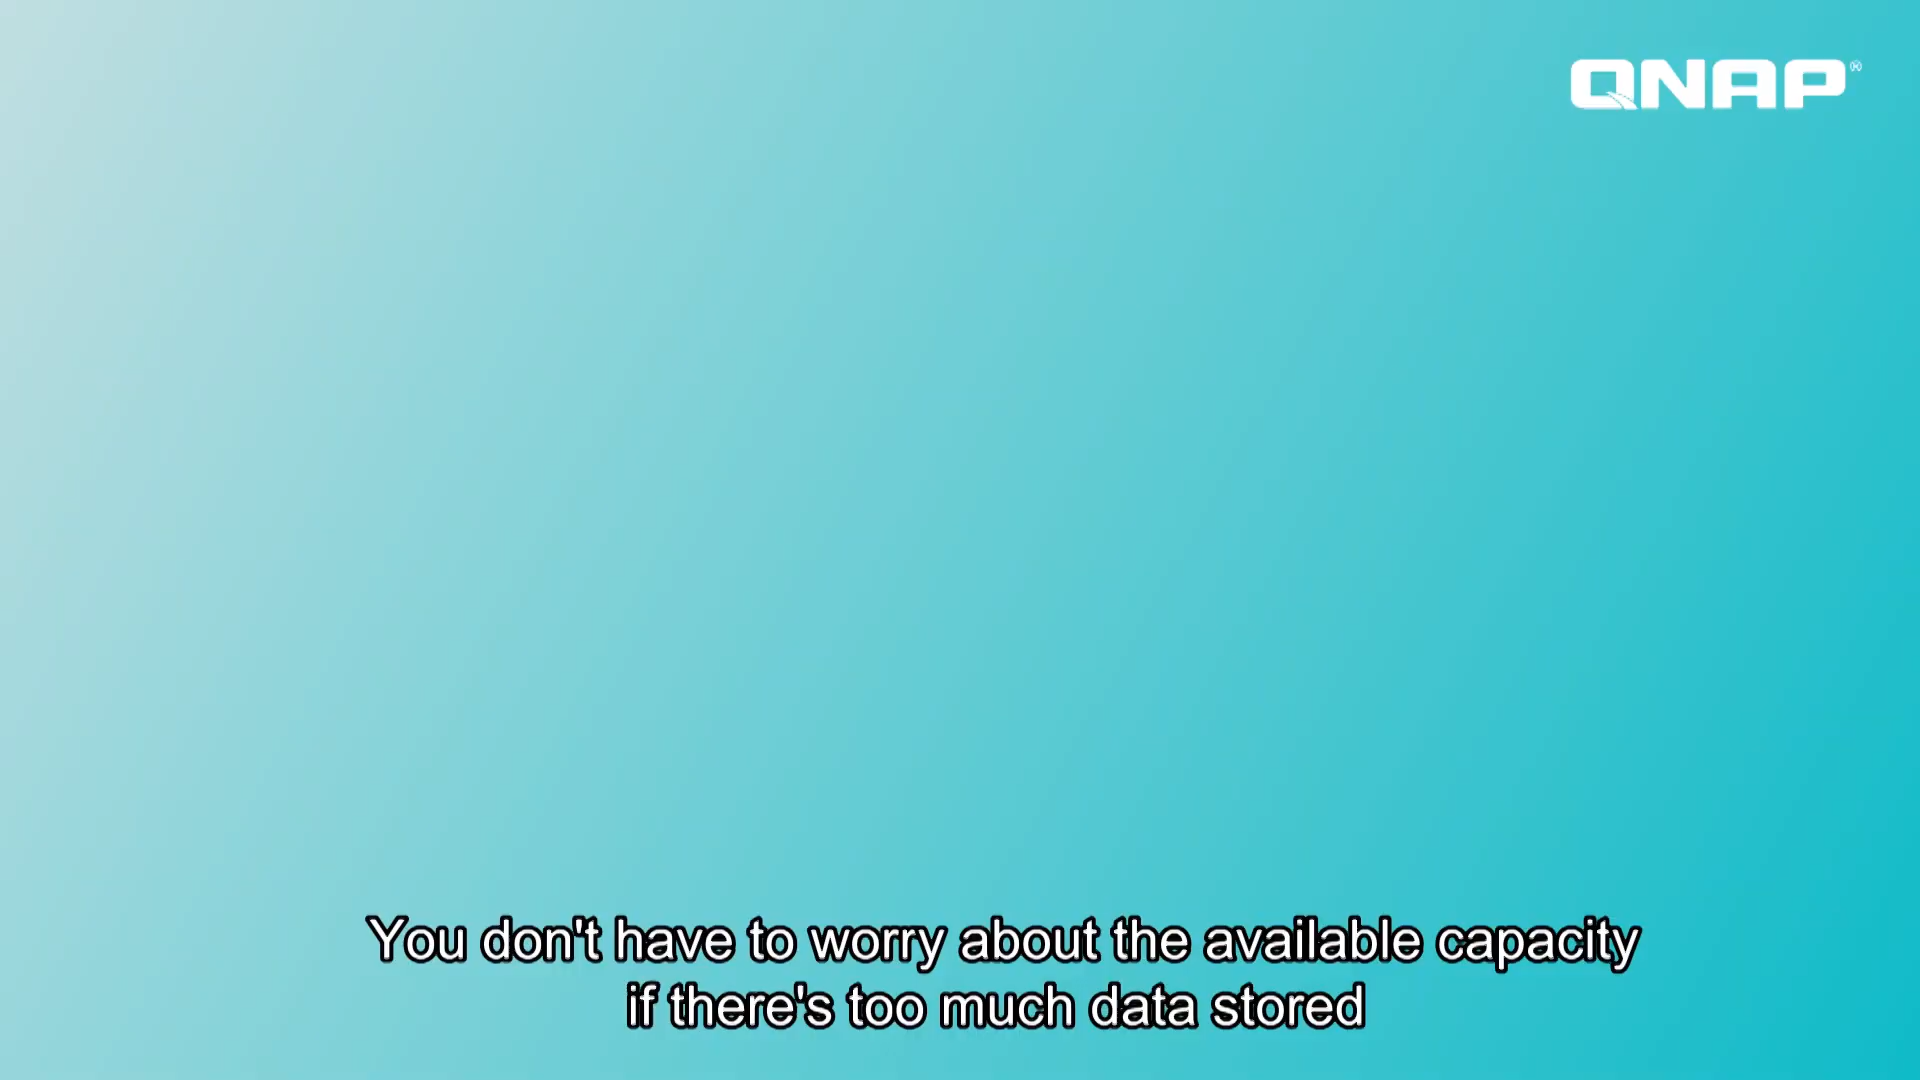 QNAP®
You don't have to worry about the available capacity
if there's too much data stored